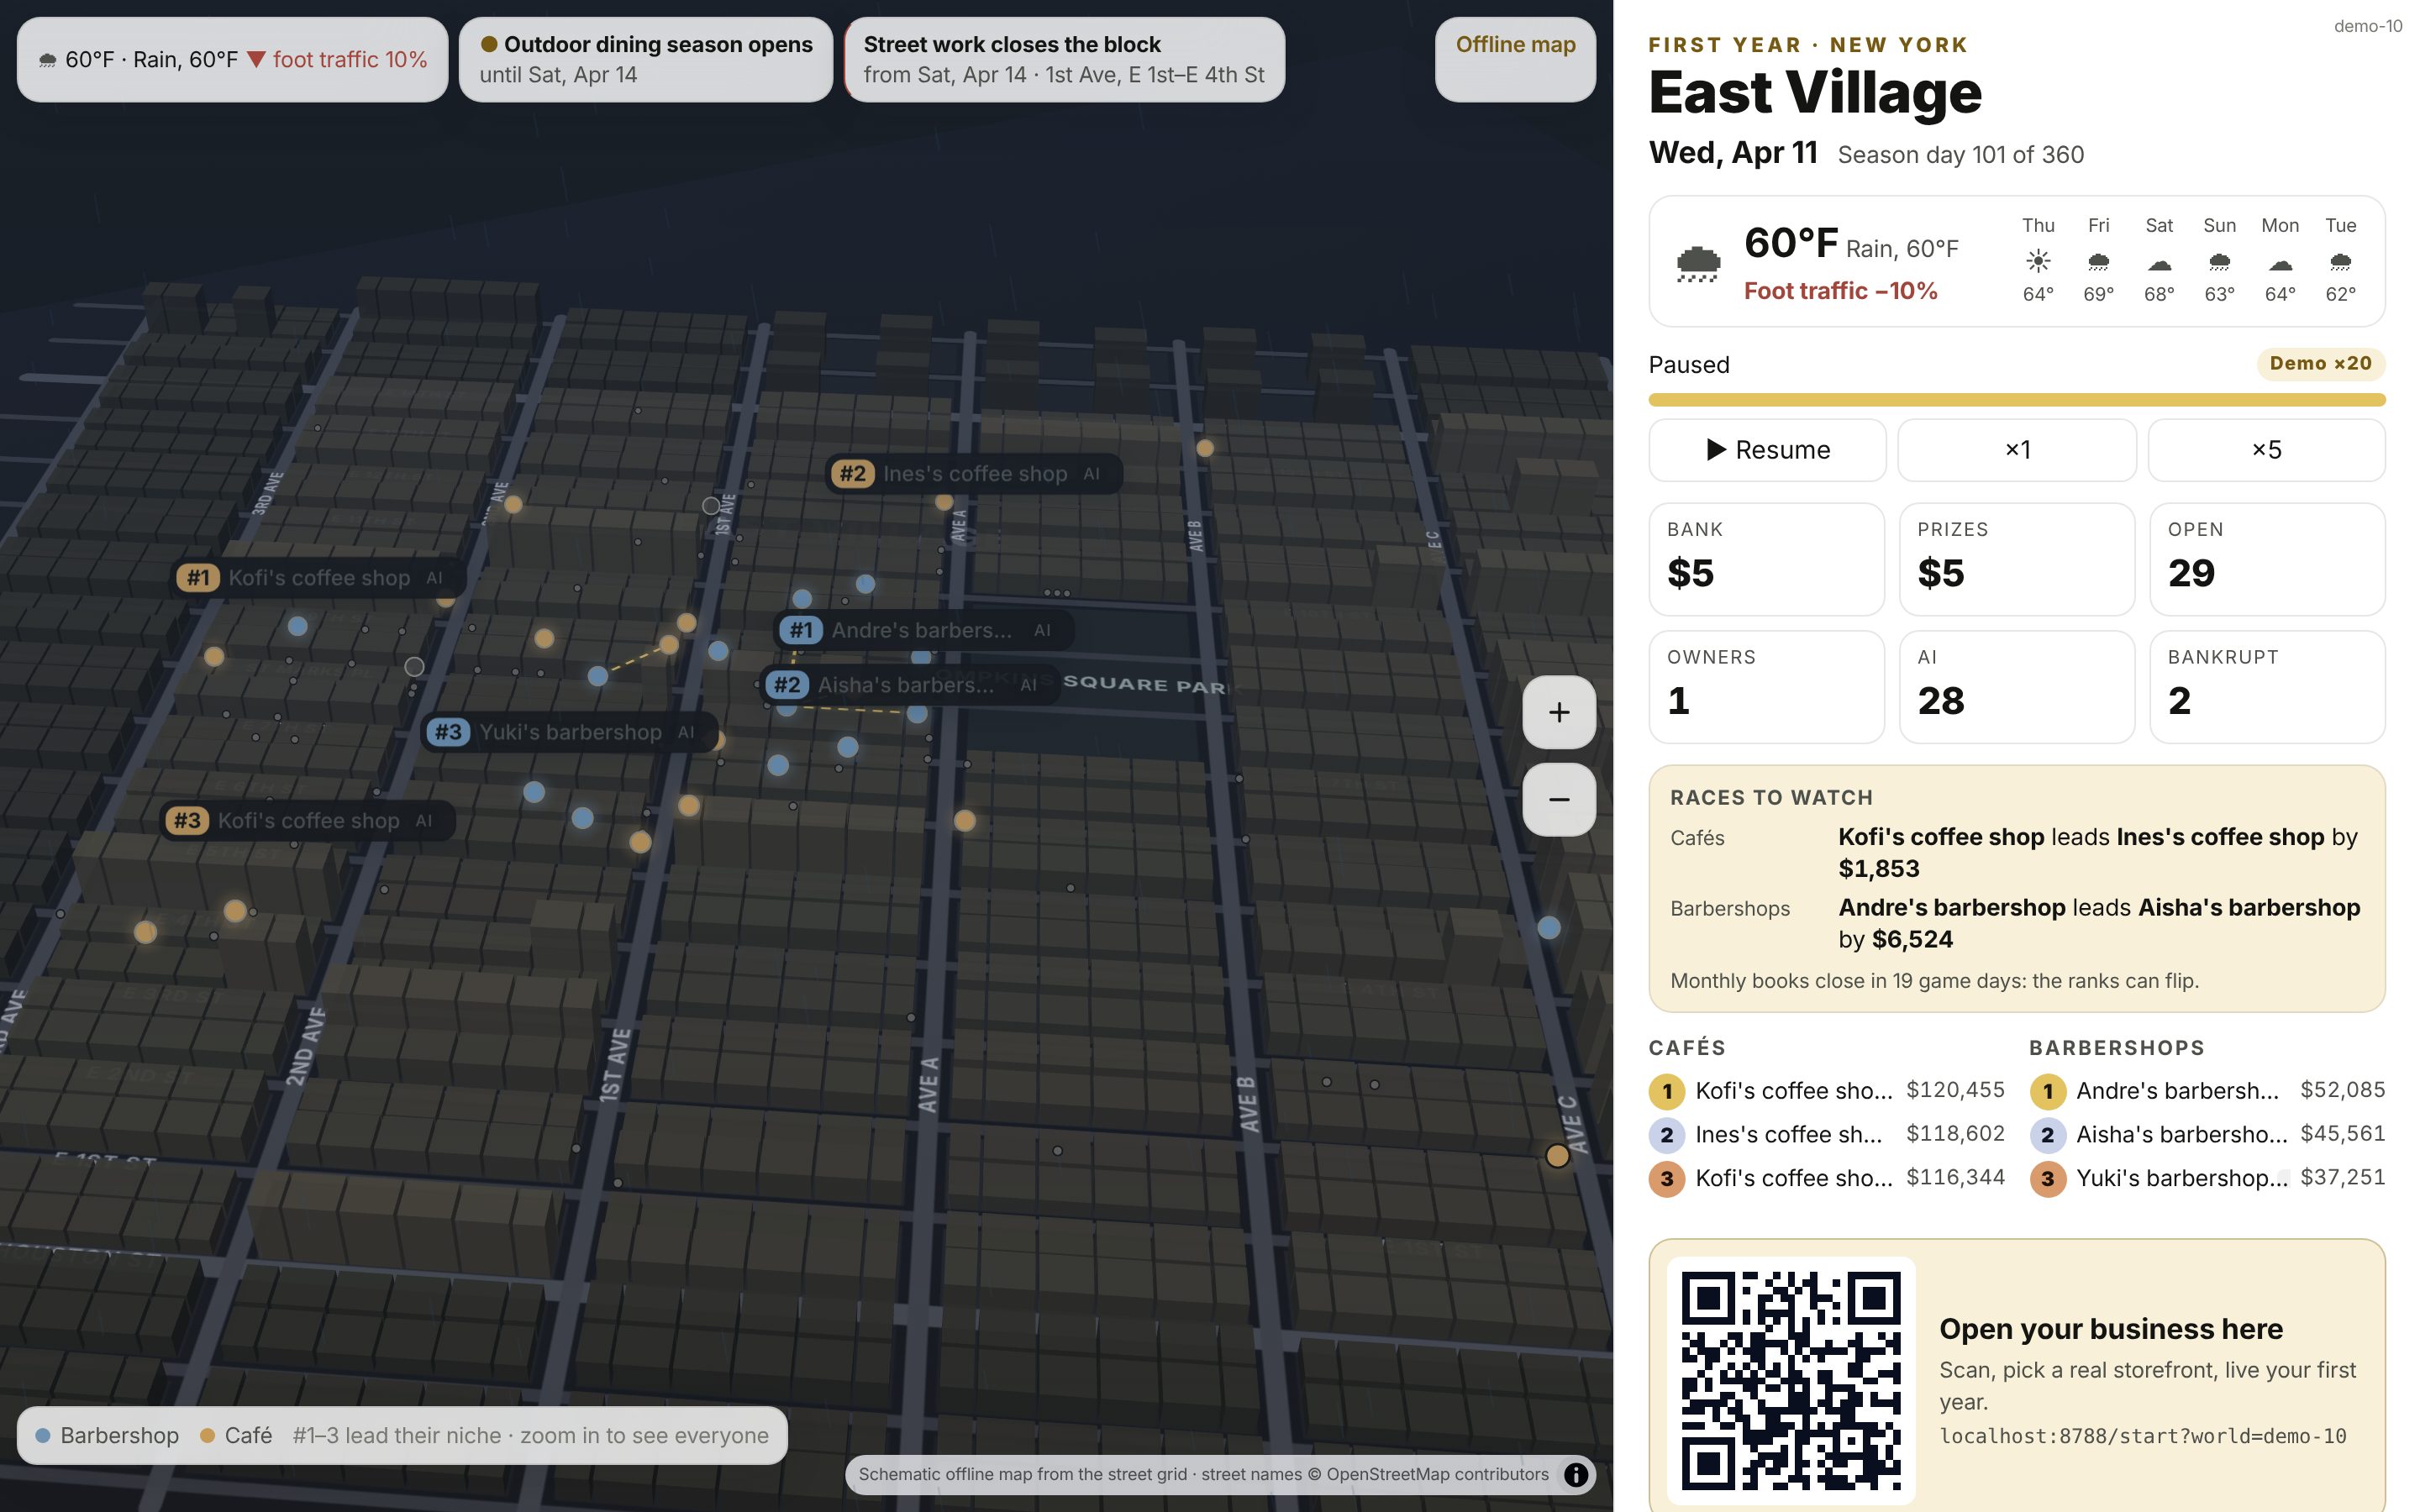 60°F · Rain, 60°F ▼ foot traffic 10%
Outdoor dining season opens
until Sat, Apr 14
Street work closes the block
from Sat, Apr 14 · 1st Ave, E 1st–E 4th St
Offline map
3RD AVE
AVE
1ST AVE
AVE A
AVE B
#2 Ines's coffee shop AI
#1 Kofi's coffee shop AI
#1 Andre's barbers... AI
#2 Aisha's barbers... AI
SQUARE PARK
#3 Yuki's barbershop AI
#3 Kofi's coffee shop AI
+
−
E 3RD ST
E 2ND ST
2ND AVE
1ST AVE
AVE A
AVE B
AVE C
E 1ST ST
HOUSTON ST
Barbershop Café #1–3 lead their niche · zoom in to see everyone
Schematic offline map from the street grid · street names © OpenStreetMap contributors
demo-10
FIRST YEAR · NEW YORK
East Village
Wed, Apr 11 Season day 101 of 360
60°F Rain, 60°F
Foot traffic −10%
Thu Fri Sat Sun Mon Tue
64° 69° 68° 63° 64° 62°
Paused Demo ×20
▶ Resume ×1 ×5
BANK PRIZES OPEN
$5 $5 29
OWNERS AI BANKRUPT
1 28 2
RACES TO WATCH
Cafés Kofi's coffee shop leads Ines's coffee shop by
$1,853
Barbershops Andre's barbershop leads Aisha's barbershop
by $6,524
Monthly books close in 19 game days: the ranks can flip.
CAFÉS
1 Kofi's coffee sho... $120,455
2 Ines's coffee sh... $118,602
3 Kofi's coffee sho... $116,344
BARBERSHOPS
1 Andre's barbersh... $52,085
2 Aisha's barbersho... $45,561
3 Yuki's barbershop... $37,251
Open your business here
Scan, pick a real storefront, live your first
year.
localhost:8788/start?world=demo-10